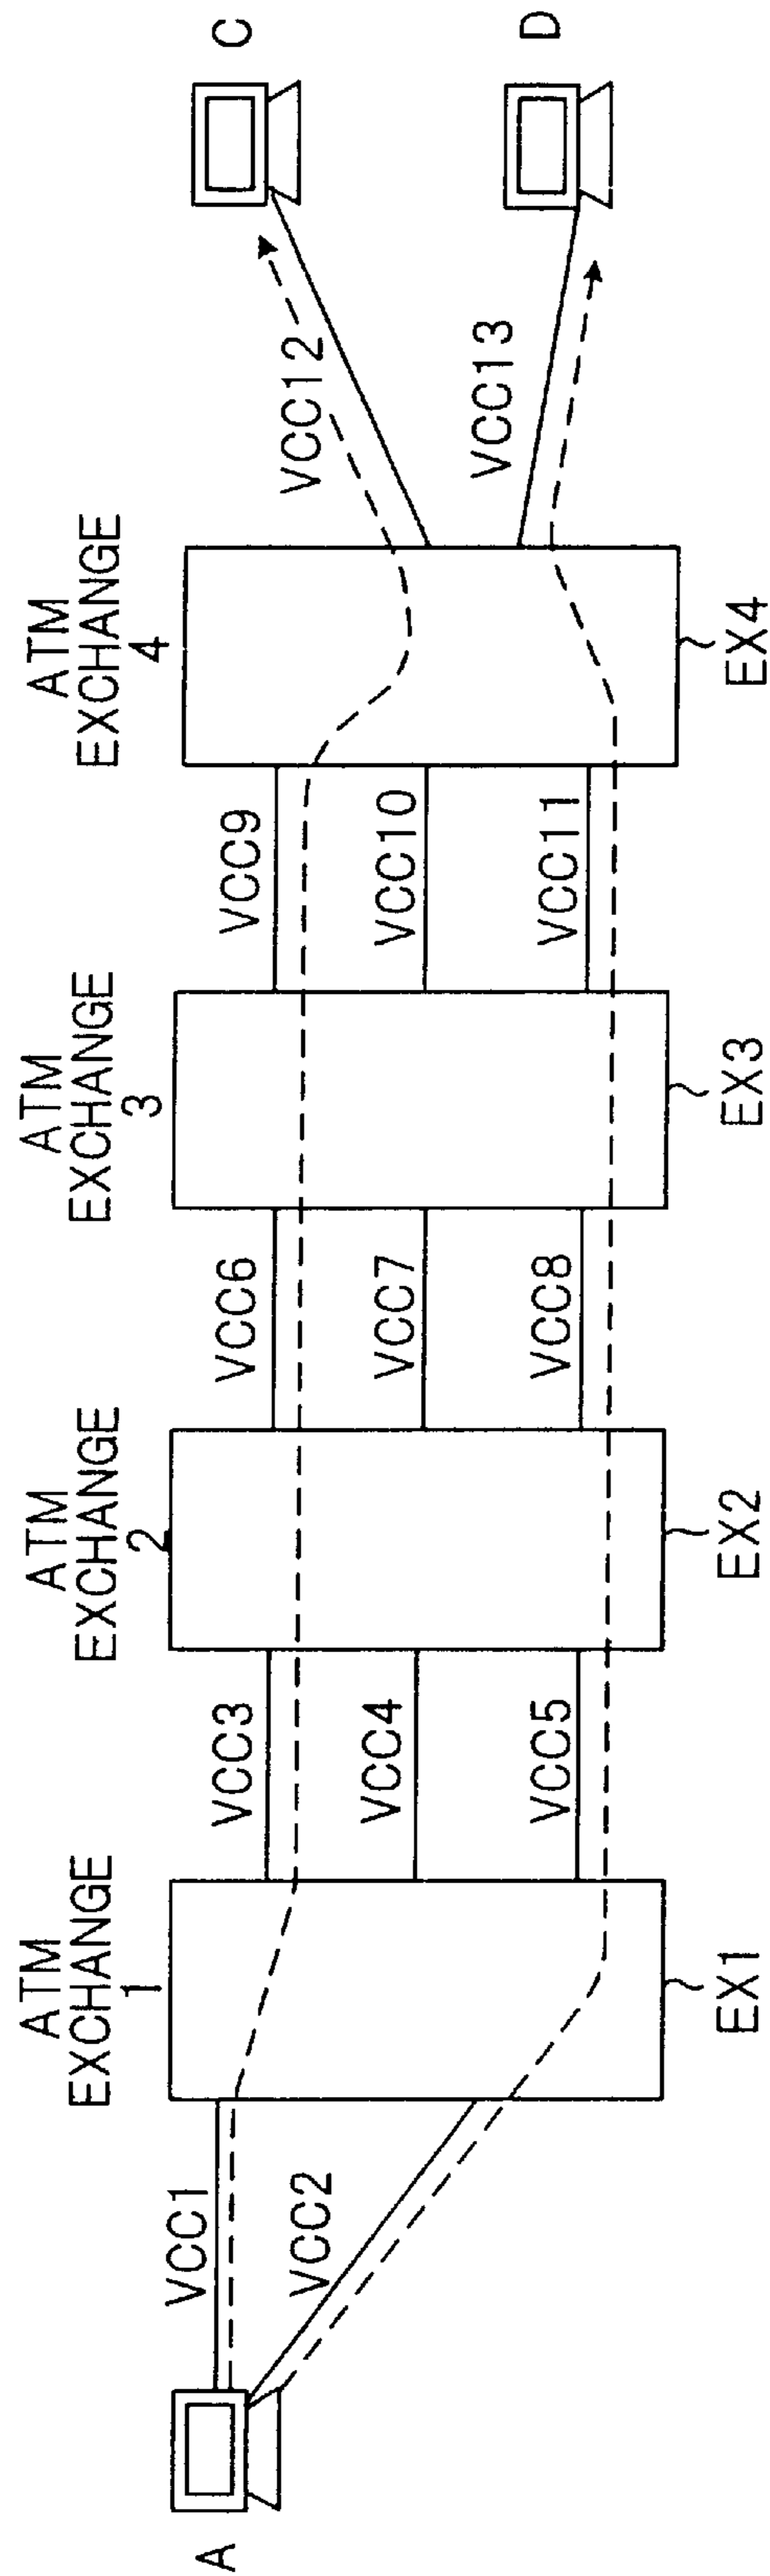 ATM
EXCHANGE
1
ATM
EXCHANGE
2
ATM
EXCHANGE
3
ATM
EXCHANGE
4
A
VCC1
VCC2
VCC3
VCC4
VCC5
VCC6
VCC7
VCC8
VCC9
VCC10
VCC11
VCC12
VCC13
C
D
EX1
EX2
EX3
EX4